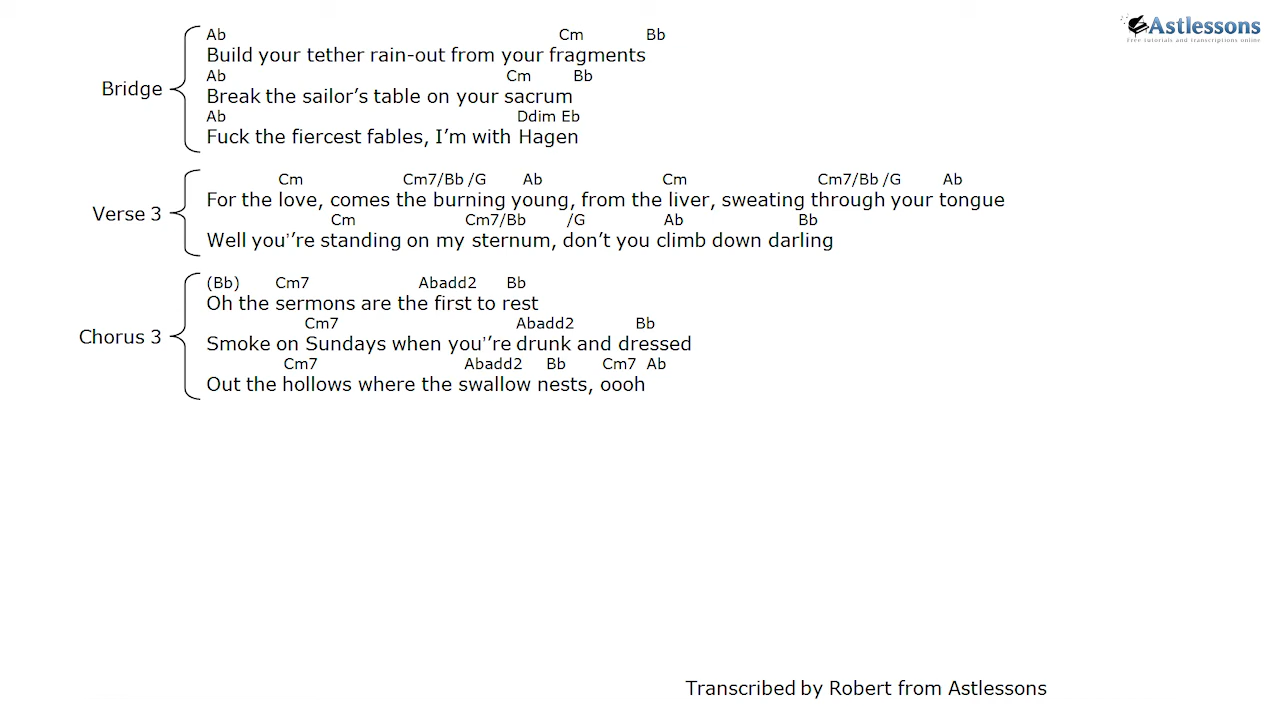 Astlessons
Free tutorials and transcriptions online
Bridge
Ab Cm Bb
Build your tether rain-out from your fragments
Ab Cm Bb
Break the sailor’s table on your sacrum
Ab Ddim Eb
Fuck the fiercest fables, I’m with Hagen
Verse 3
Cm Cm7/Bb /G Ab Cm Cm7/Bb /G Ab
For the love, comes the burning young, from the liver, sweating through your tongue
Cm Cm7/Bb /G Ab Bb
Well you’’re standing on my sternum, don’t you climb down darling
Chorus 3
(Bb) Cm7 Abadd2 Bb
Oh the sermons are the first to rest
Cm7 Abadd2 Bb
Smoke on Sundays when you’’re drunk and dressed
Cm7 Abadd2 Bb Cm7 Ab
Out the hollows where the swallow nests, oooh
Transcribed by Robert from Astlessons